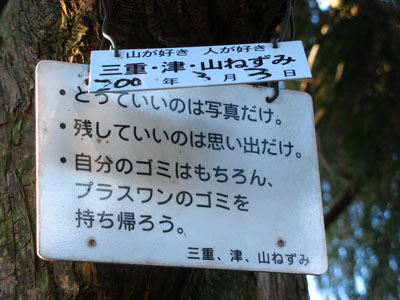 山が好き 人が好き
三重・津・山ねずみ
200 年 3月 3日
・とっていいのは写真だけ。
・残していいのは思い出だけ。
・自分のゴミはもちろん、
プラスワンのゴミを
持ち帰ろう。
三重、津、山ねずみ